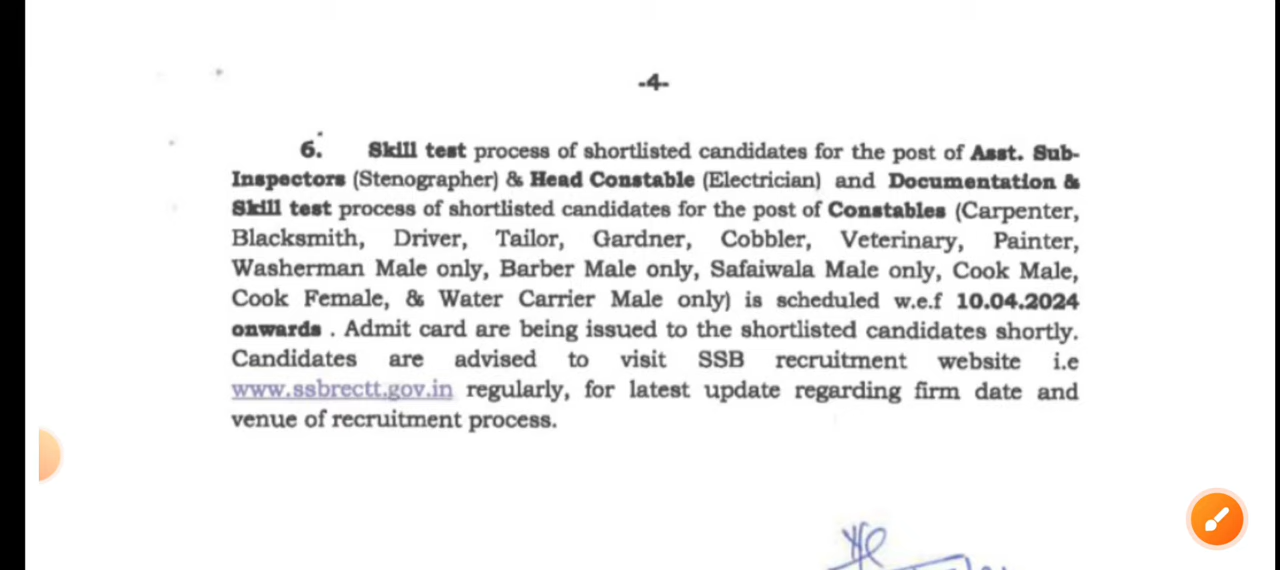 -4-
6. Skill test process of shortlisted candidates for the post of Asst. Sub-
Inspectors (Stenographer) & Head Constable (Electrician) and Documentation &
Skill test process of shortlisted candidates for the post of Constables (Carpenter,
Blacksmith, Driver, Tailor, Gardner, Cobbler, Veterinary, Painter,
Washerman Male only, Barber Male only, Safaiwala Male only, Cook Male,
Cook Female, & Water Carrier Male only) is scheduled w.e.f 10.04.2024
onwards . Admit card are being issued to the shortlisted candidates shortly.
Candidates are advised to visit SSB recruitment website i.e
www.ssbrectt.gov.in regularly, for latest update regarding firm date and
venue of recruitment process.